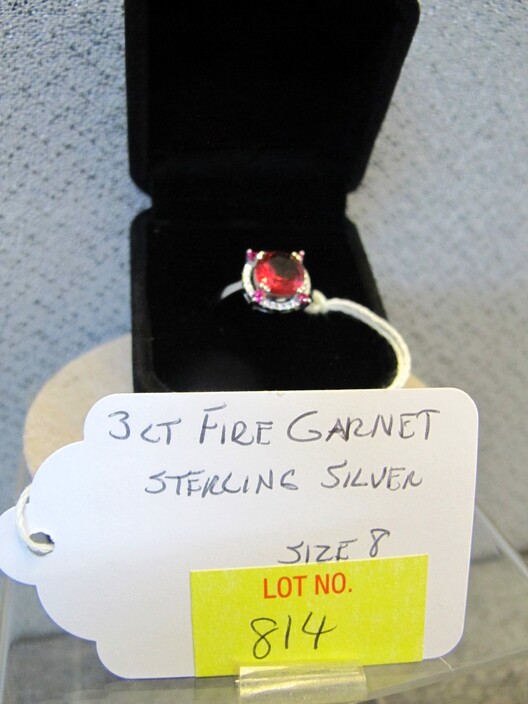 3CT FIRE GARNET
STERLING SILVER
SIZE 8
LOT NO.
814